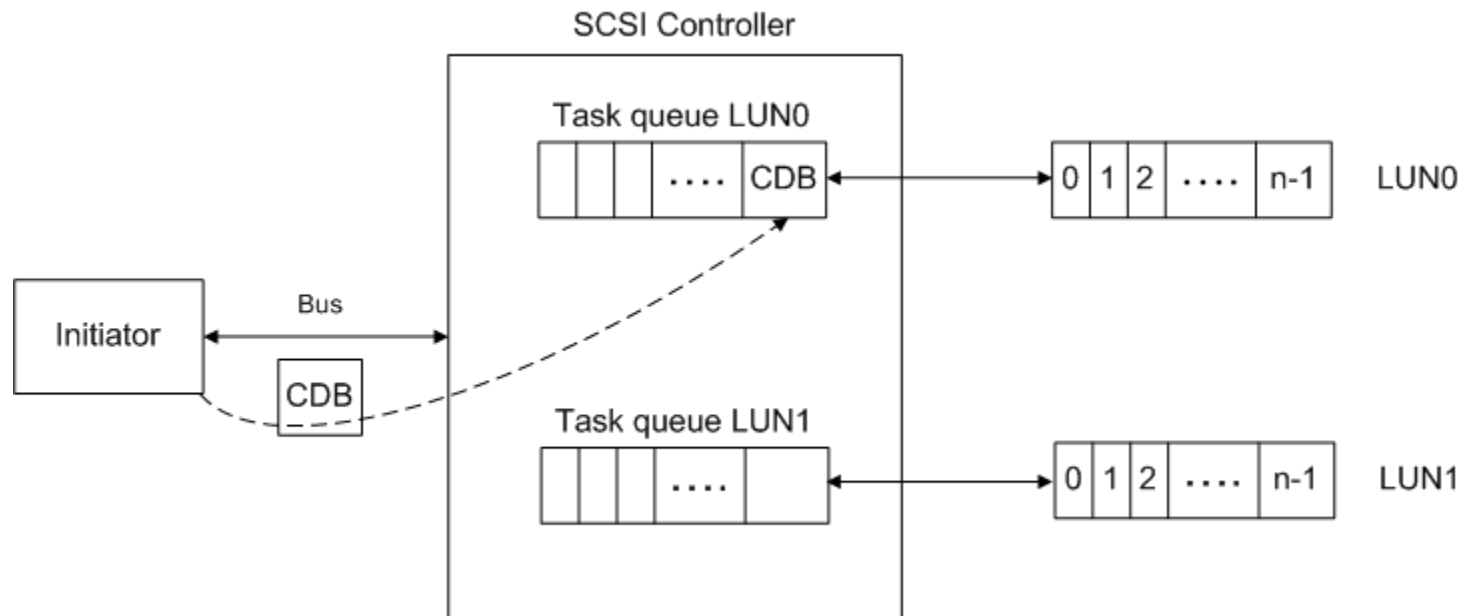 SCSI Controller
Task queue LUN0
.... CDB
0 1 2 .... n-1 LUN0
Initiator
Bus
CDB
Task queue LUN1
....
0 1 2 .... n-1 LUN1